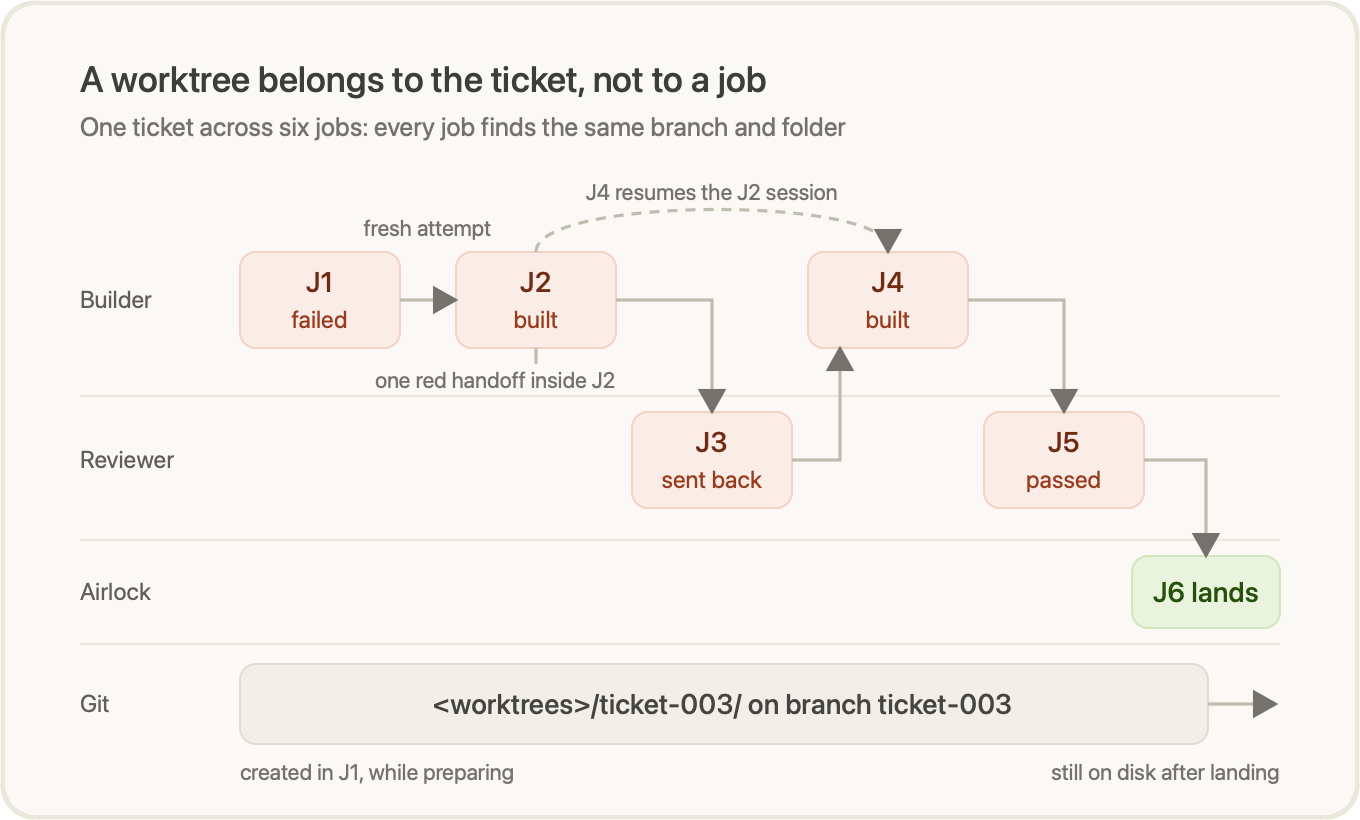 A worktree belongs to the ticket, not to a job
One ticket across six jobs: every job finds the same branch and folder
J4 resumes the J2 session
fresh attempt
Builder
J1
failed
J2
built
J4
built
one red handoff inside J2
Reviewer
J3
sent back
J5
passed
Airlock
J6 lands
Git
<worktrees>/ticket-003/ on branch ticket-003
created in J1, while preparing
still on disk after landing